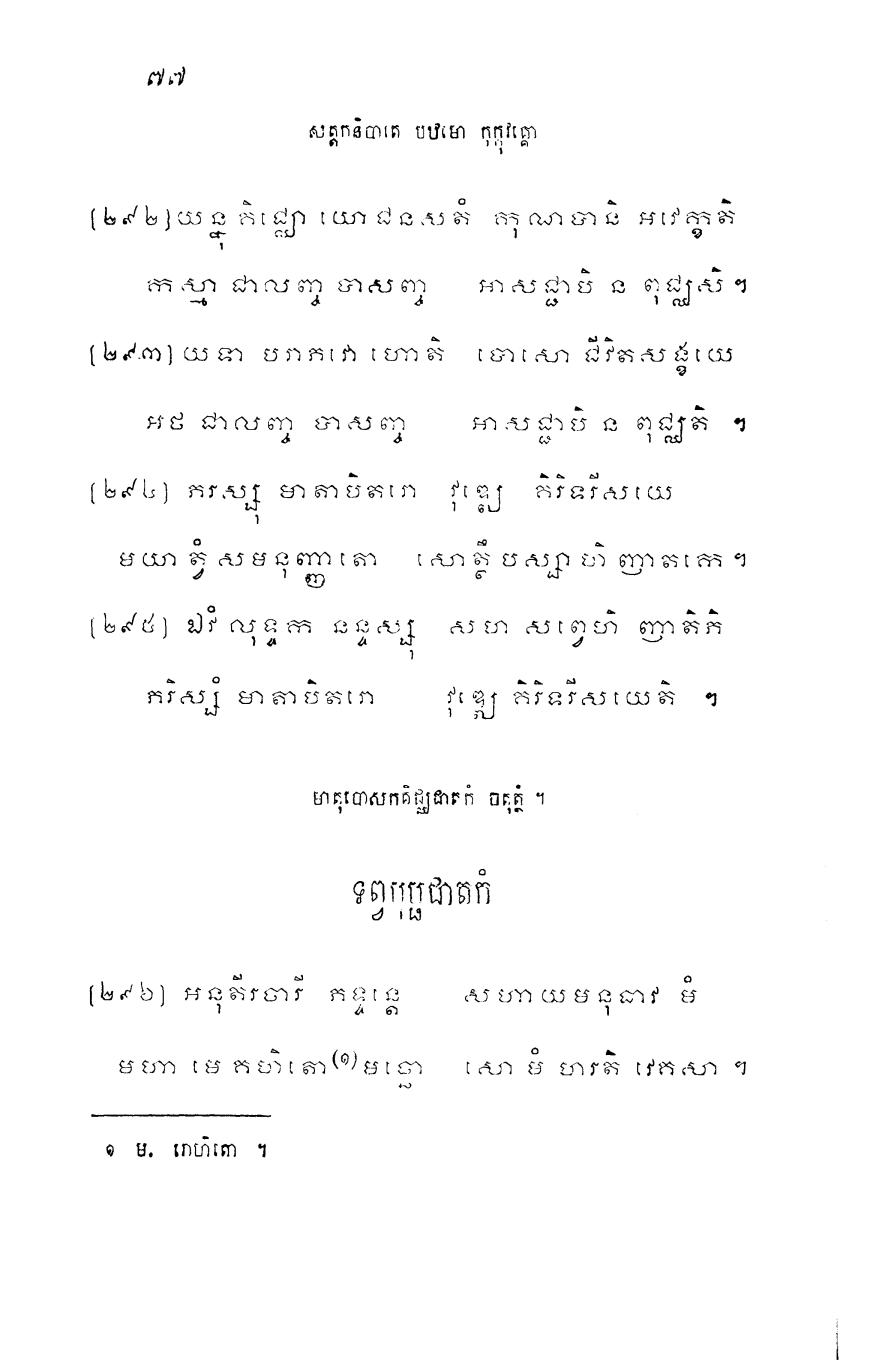 ៧៧
សត្តកនិបាតេ បឋមោ កុក្កុវគ្គោ
[២៩២] យន្នុ គិជ្ឈោ យោជនសតំ កុណបានិ អវេក្ខតិ
កស្មា ជាលញ្ច បាសញ្ច អាសជ្ជាបិ ន ពុជ្ឈសិ ។
[២៩៣] យទា បរាភវោ ហោតិ បោសោ ជីវិតសង្ខយេ
អថ ជាលញ្ច បាសញ្ច អាសជ្ជាបិ ន ពុជ្ឈតិ ។
[២៩៤] ភរស្សុ មាតាបិតរោ វុឌ្ឍេ គិរិទរីសយេ
មយា ត្វំ សមនុញ្ញាតោ សោត្ថឹ បស្សាហិ ញាតកេ ។
[២៩៥] ឯវំ លុទ្ទក នន្ទស្សុ សហ សព្វេហិ ញាតិភិ
ភរិស្សំ មាតាបិតរោ វុឌ្ឍេ គិរិទរីសយេតិ ។
មាតុបោសកគិជ្ឈជាតកំ ចតុត្ថំ ។
ទព្វបុប្ផជាតកំ
[២៩៦] អនុតីរចារី ភទ្ទន្តេ សហាយមនុធាវ មំ
មហា មេ គហិតោ(១) មច្ឆោ សោ មំ ហរតិ វេគសា ។
១ ម. រោហិតោ ។